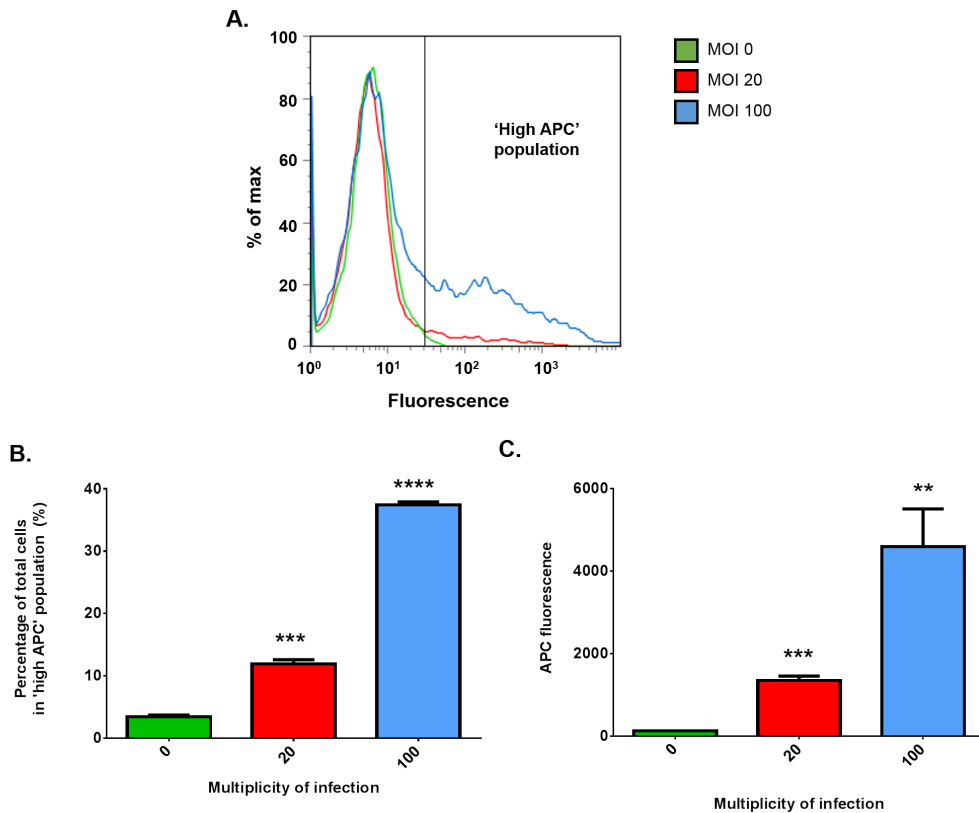 A.
100
80
60
40
20
0
% of max
10⁰ 10¹ 10² 10³
Fluorescence
‘High APC’
population
MOI 0
MOI 20
MOI 100
B.
40
30
20
10
0
Percentage of total cells
in 'high APC' population (%)
***
****
0 20 100
Multiplicity of infection
C.
6000
4000
2000
0
APC fluorescence
***
**
0 20 100
Multiplicity of infection